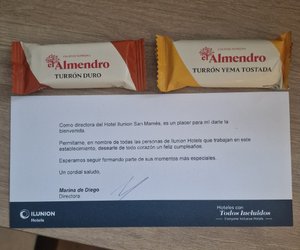 el Almendro
TURRÓN DURO
el Almendro
TURRÓN YEMA TOSTADA
Como directora del Hotel Ilunion San Mamés, es un placer para mí darle la
bienvenida.
Permítame, en nombre de todas las personas de Ilunion Hotels que trabajan en este
establecimiento, desearle de todo corazón un feliz cumpleaños.
Esperamos seguir formando parte de sus momentos más especiales.
Un cordial saludo,
Marina de Diego
Directora
ILUNION
Hotels
Hoteles con
Todos Incluidos